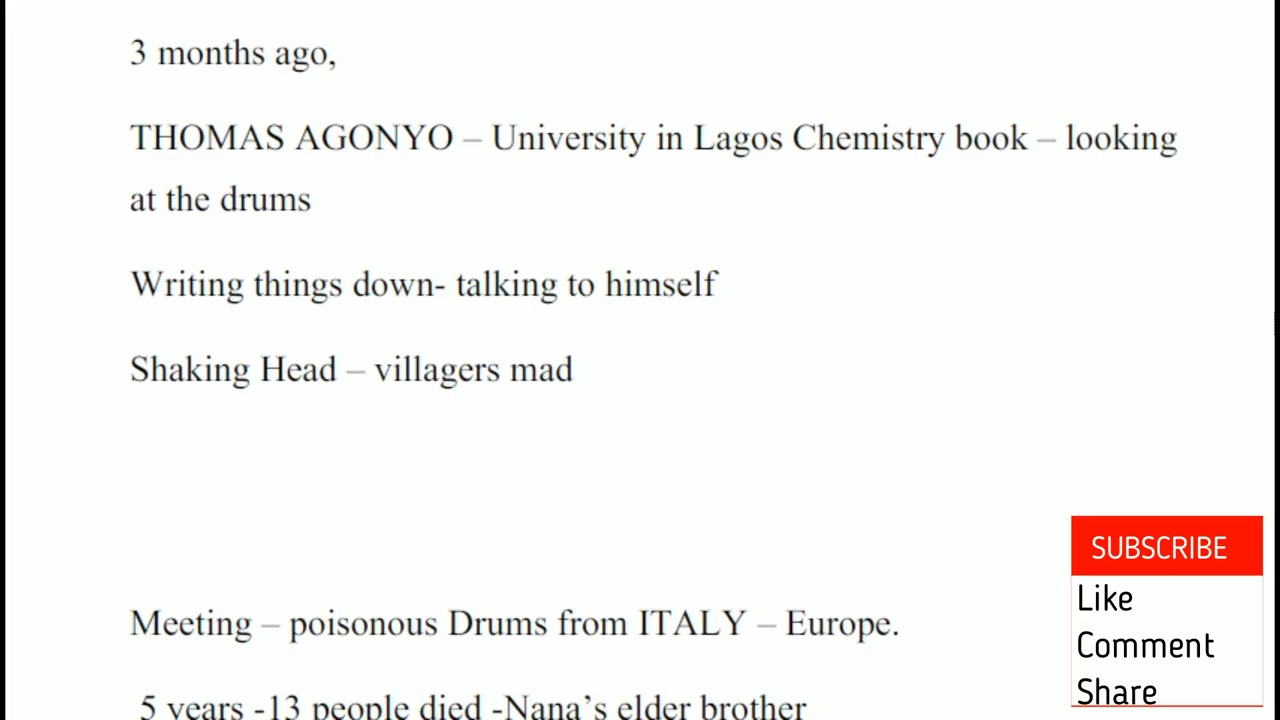 3 months ago,
THOMAS AGONYO – University in Lagos Chemistry book – looking
at the drums
Writing things down- talking to himself
Shaking Head – villagers mad
Meeting – poisonous Drums from ITALY – Europe.
5 years -13 people died -Nana's elder brother
SUBSCRIBE
Like
Comment
Share